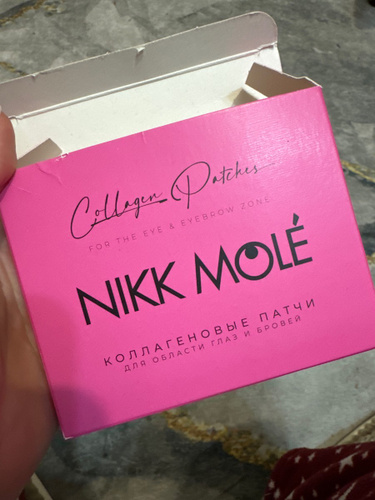 Collagen Patches
FOR THE EYE & EYEBROW ZONE
NIKK MOLÉ
КОЛЛАГЕНОВЫЕ ПАТЧИ
ДЛЯ ОБЛАСТИ ГЛАЗ И БРОВЕЙ